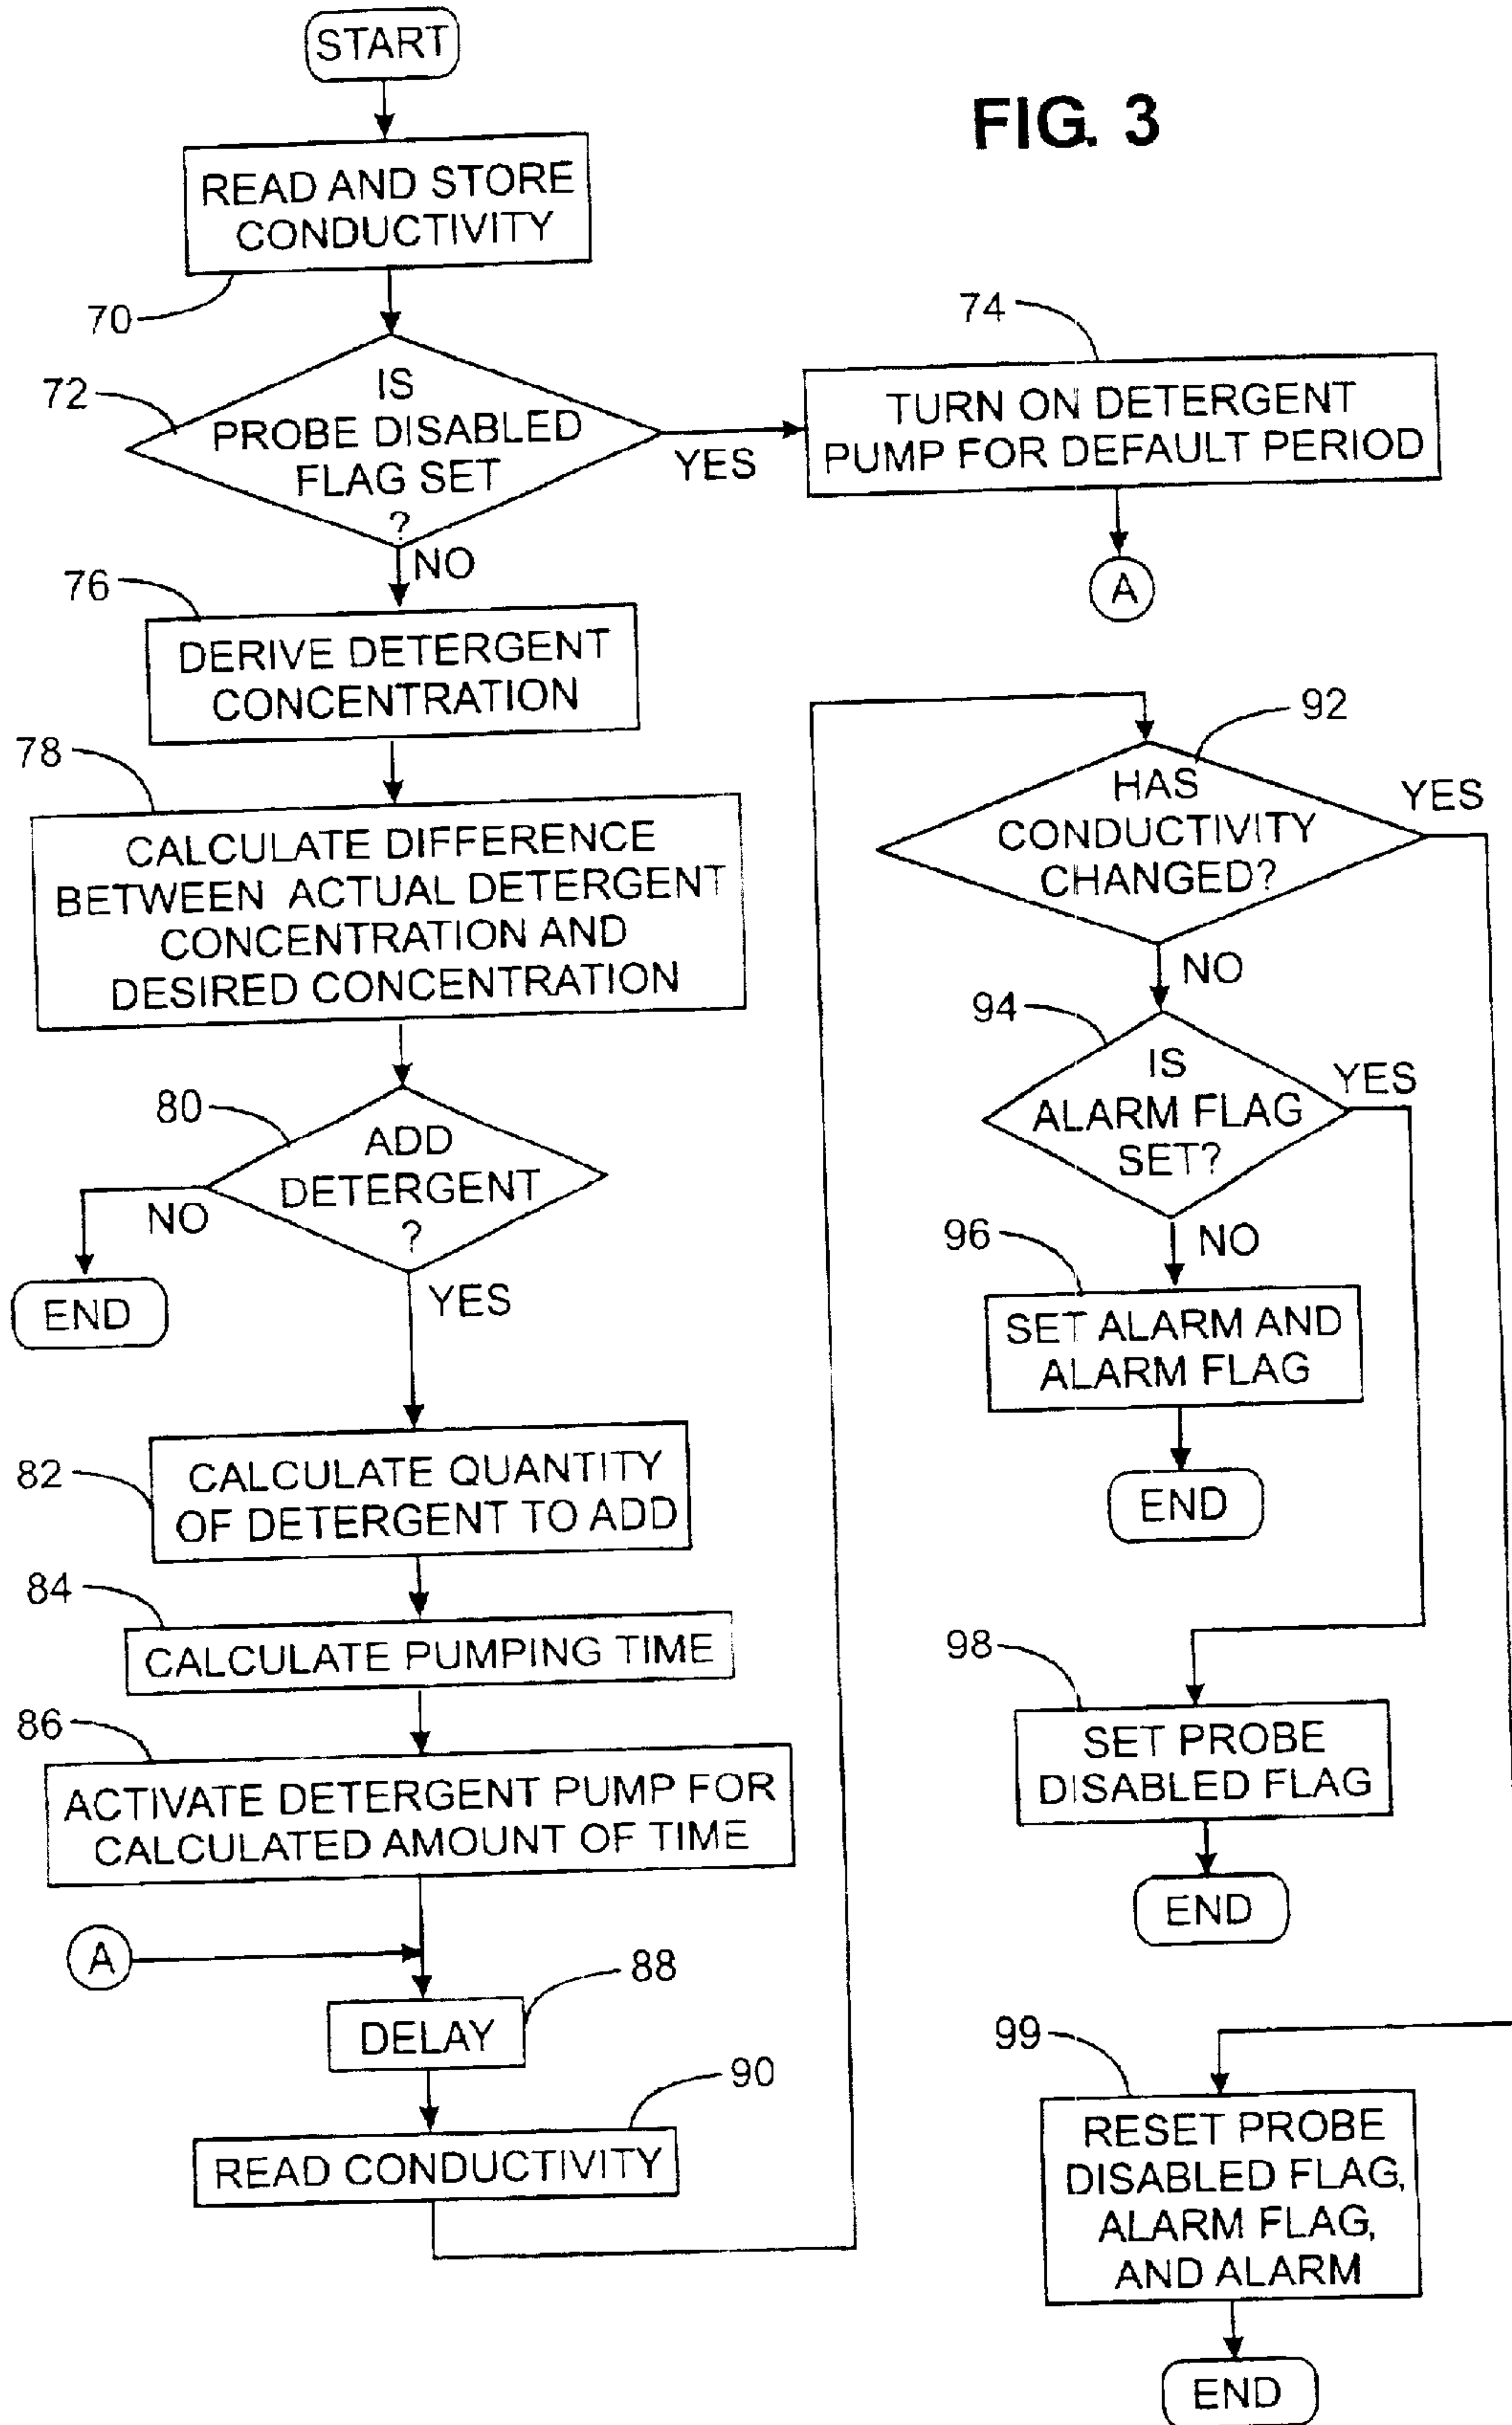 START
FIG. 3
READ AND STORE
CONDUCTIVITY
70
72
IS
PROBE DISABLED
FLAG SET
?
YES
NO
74
TURN ON DETERGENT
PUMP FOR DEFAULT PERIOD
A
76
DERIVE DETERGENT
CONCENTRATION
78
CALCULATE DIFFERENCE
BETWEEN ACTUAL DETERGENT
CONCENTRATION AND
DESIRED CONCENTRATION
80
ADD
DETERGENT
?
NO
END
YES
82
CALCULATE QUANTITY
OF DETERGENT TO ADD
84
CALCULATE PUMPING TIME
86
ACTIVATE DETERGENT PUMP FOR
CALCULATED AMOUNT OF TIME
A
88
DELAY
90
READ CONDUCTIVITY
92
HAS
CONDUCTIVITY
CHANGED?
YES
NO
94
IS
ALARM FLAG
SET?
YES
NO
96
SET ALARM AND
ALARM FLAG
END
98
SET PROBE
DISABLED FLAG
END
99
RESET PROBE
DISABLED FLAG,
ALARM FLAG,
AND ALARM
END